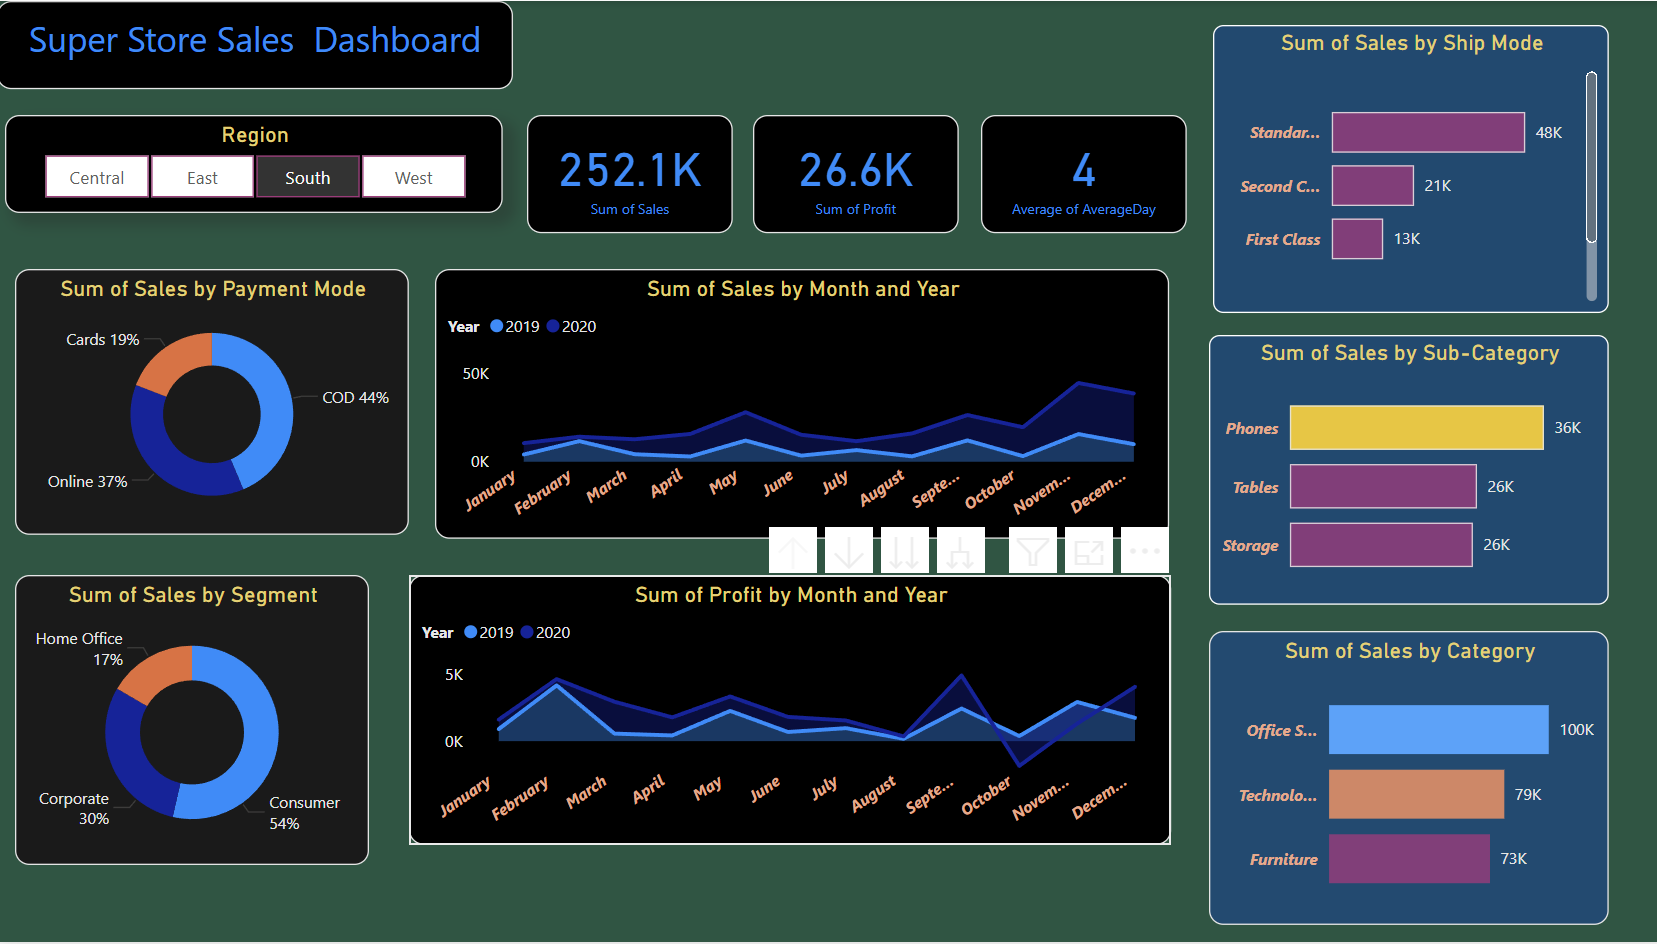 Super Store Sales  Dashboard
Region
Central East South West
252.1K
Sum of Sales
26.6K
Sum of Profit
4
Average of AverageDay
Sum of Sales by Ship Mode
Standar... 48K
Second C... 21K
First Class 13K
Sum of Sales by Payment Mode
Cards 19%
COD 44%
Online 37%
Sum of Sales by Month and Year
Year 2019 2020
50K
0K
January February March April May June July August Septe... October Novem... Decem...
Sum of Sales by Sub-Category
Phones 36K
Tables 26K
Storage 26K
Sum of Sales by Segment
Home Office
17%
Corporate
30%
Consumer
54%
Sum of Profit by Month and Year
Year 2019 2020
5K
0K
January February March April May June July August Septe... October Novem... Decem...
Sum of Sales by Category
Office S... 100K
Technolo... 79K
Furniture 73K